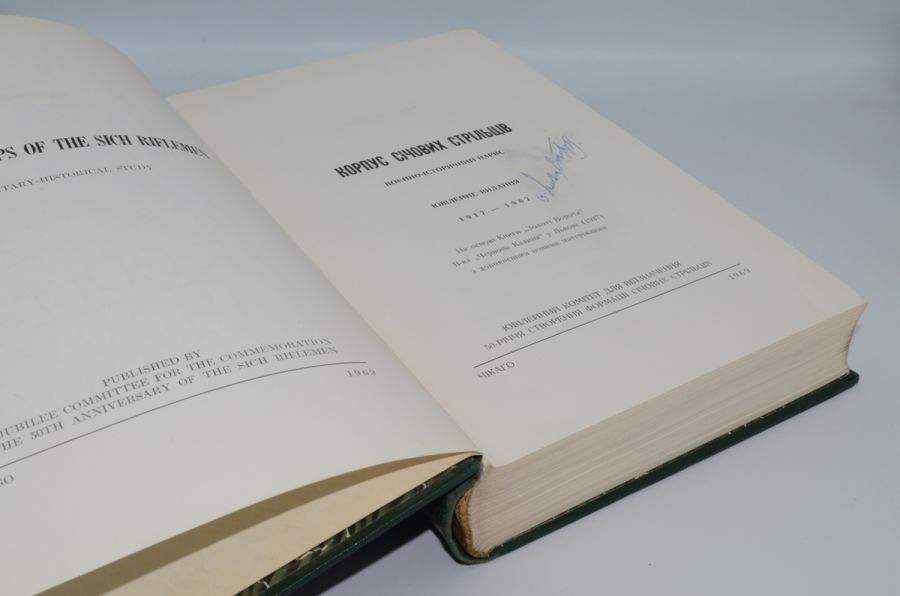 PS OF THE SICH RIFLEMEN
TARY-HISTORICAL STUDY
PUBLISHED BY
JUBILEE COMMITTEE FOR THE COMMEMORATION
HE 50TH ANNIVERSARY OF THE SICH RIFLEMEN
GO
1969
КОРПУС СІЧОВИХ СТРІЛЬЦІВ
ВОЄННО-ІСТОРИЧНИЙ НАРИС
ЮВІЛЕЙНЕ ВИДАННЯ
1917 — 1967
На основі Книги „Золоті Ворота"
В-ва „Червона Калина" у Львові (1937)
з доповненням новими матеріялами
ЮВІЛЕЙНИЙ КОМІТЕТ ДЛЯ ВІДЗНАЧЕННЯ
50-РІЧЧЯ СТВОРЕННЯ ФОРМАЦІЇ СІЧОВИХ СТРІЛЬЦІВ
ЧІКАГО
1969